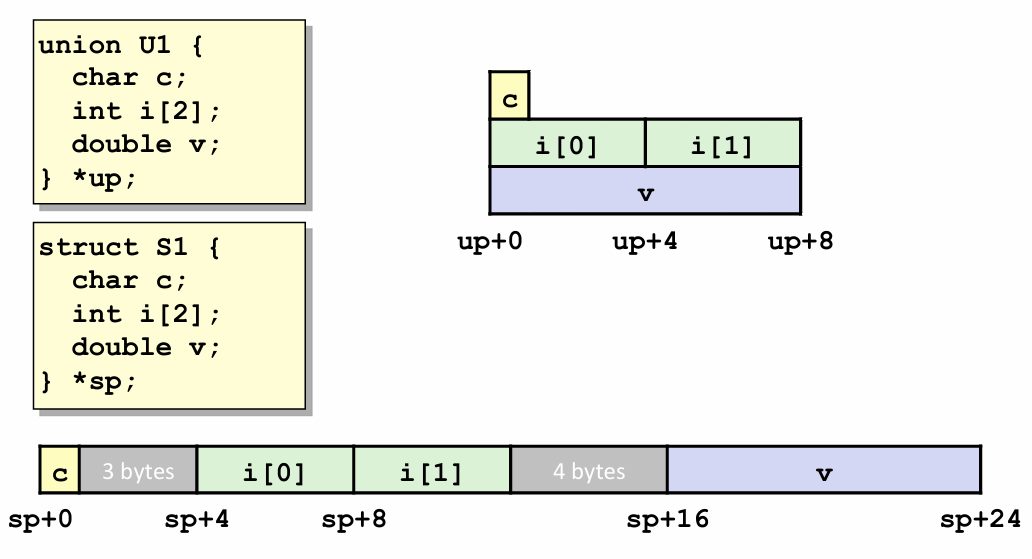 union U1 {
  char c;
  int i[2];
  double v;
} *up;
c
i[0] i[1]
v
up+0 up+4 up+8
struct S1 {
  char c;
  int i[2];
  double v;
} *sp;
c 3 bytes i[0] i[1] 4 bytes v
sp+0 sp+4 sp+8 sp+16 sp+24